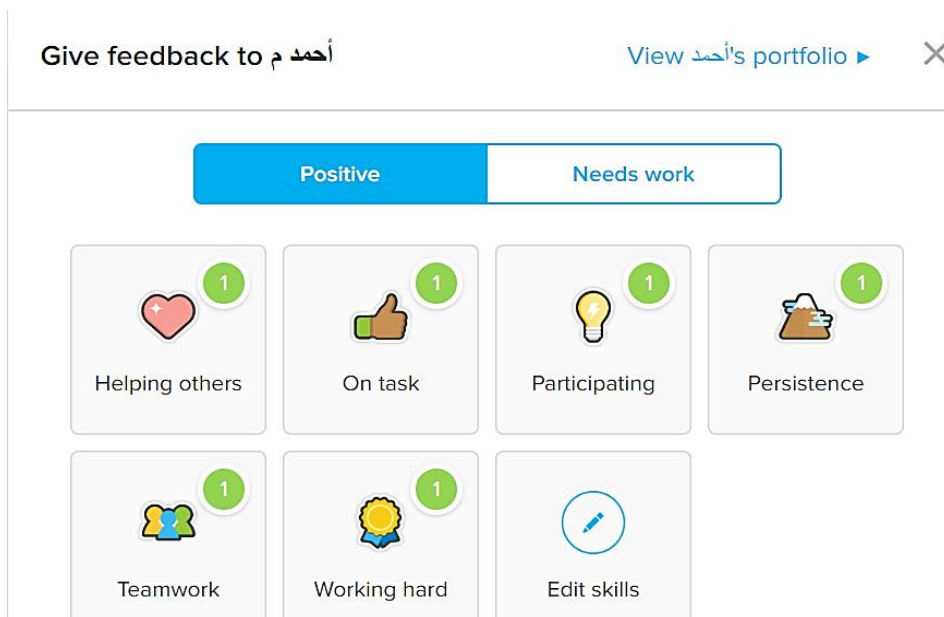 Give feedback to أحمد م
View أحمد's portfolio ▸
Positive
Needs work
1
1
1
1
Helping others
On task
Participating
Persistence
1
1
Teamwork
Working hard
Edit skills